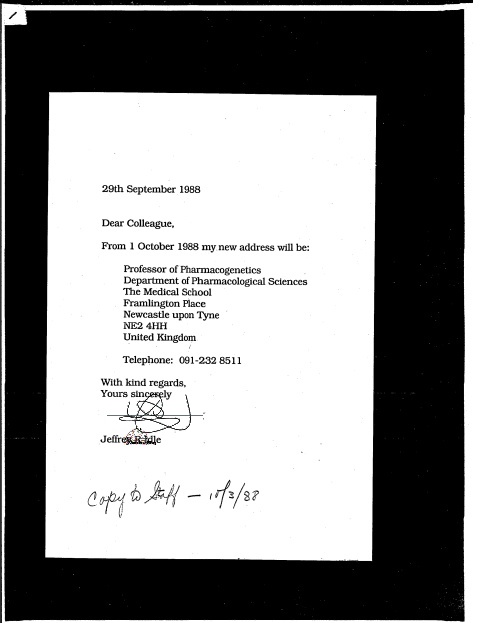 29th September 1988
Dear Colleague,
From 1 October 1988 my new address will be:
Professor of Pharmacogenetics
Department of Pharmacological Sciences
The Medical School
Framlington Place
Newcastle upon Tyne
NE2 4HH
United Kingdom
Telephone: 091-232 8511
With kind regards,
Yours sincerely
Jeffrey R Idle
Copy to Staff — 10/3/88